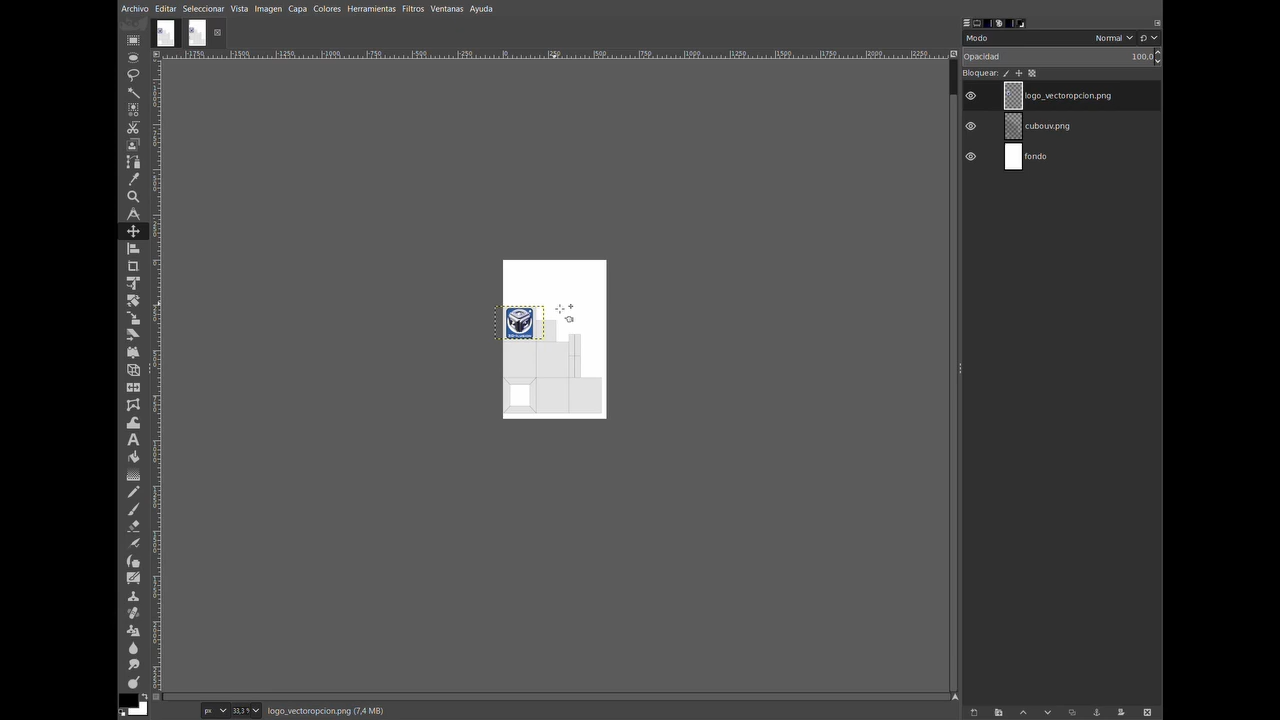 Archivo Editar Seleccionar Vista Imagen Capa Colores Herramientas Filtros Ventanas Ayuda
Modo Normal
Opacidad 100,0
Bloquear:
logo_vectoropcion.png
cubouv.png
fondo
px 33,3 logo_vectoropcion.png (7,4 MB)